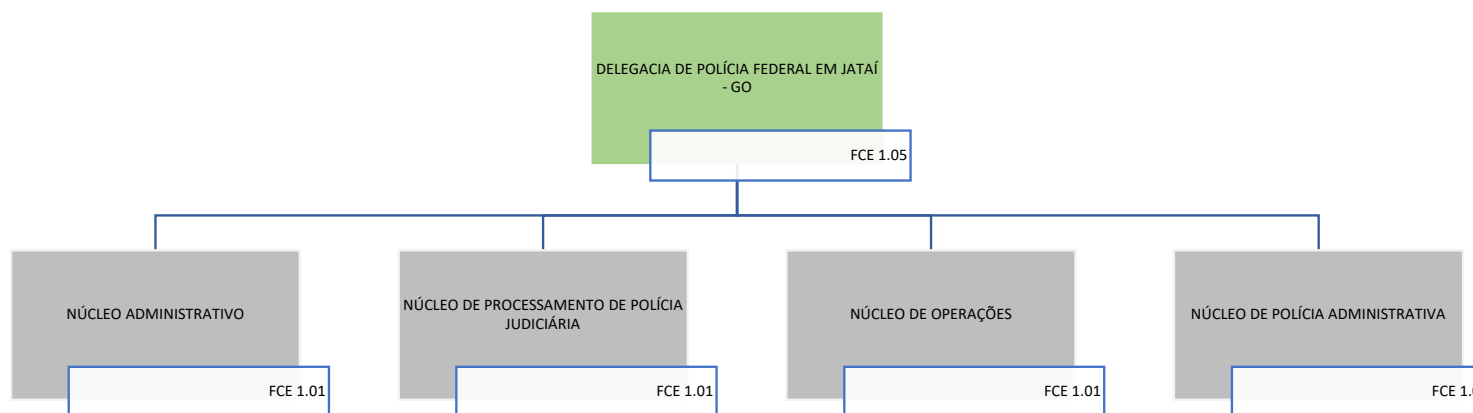 DELEGACIA DE POLÍCIA FEDERAL EM JATAÍ
- GO
FCE 1.05
NÚCLEO ADMINISTRATIVO
FCE 1.01
NÚCLEO DE PROCESSAMENTO DE POLÍCIA
JUDICIÁRIA
FCE 1.01
NÚCLEO DE OPERAÇÕES
FCE 1.01
NÚCLEO DE POLÍCIA ADMINISTRATIVA
FCE